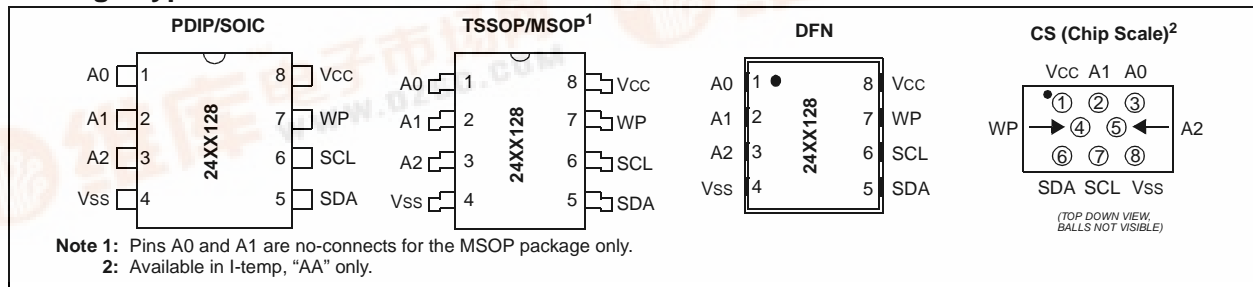 PDIP/SOIC
A0 1 8 VCC
A1 2 7 WP
A2 3 6 SCL
VSS 4 5 SDA
24XX128
TSSOP/MSOP1
A0 1 8 VCC
A1 2 7 WP
A2 3 6 SCL
VSS 4 5 SDA
24XX128
DFN
A0 1 8 VCC
A1 2 7 WP
A2 3 6 SCL
VSS 4 5 SDA
24XX128
CS (Chip Scale)2
VCC A1 A0
1 2 3
WP 4 5 A2
6 7 8
SDA SCL VSS
(TOP DOWN VIEW,
BALLS NOT VISIBLE)
Note 1: Pins A0 and A1 are no-connects for the MSOP package only.
2: Available in I-temp, “AA” only.